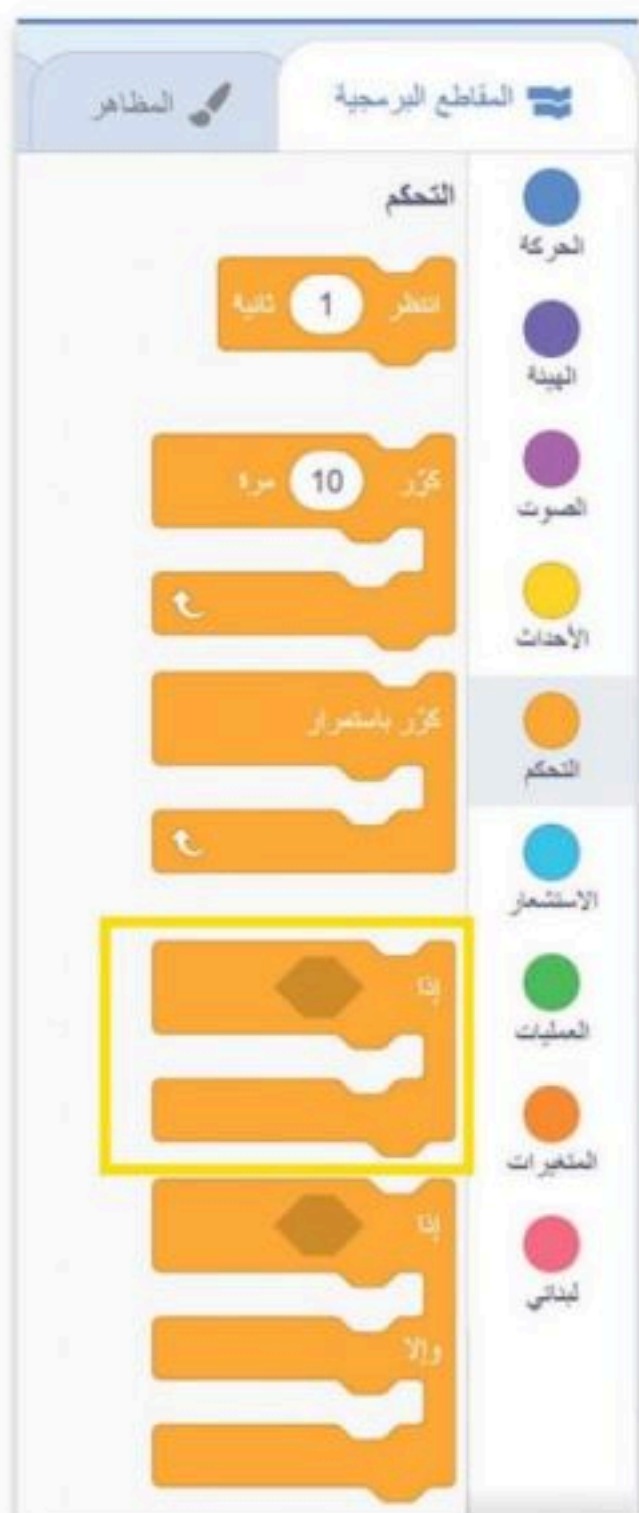 المقاطع البرمجية
المظاهر
التحكم
الحركة
الهيئة
الصوت
الأحداث
التحكم
الاستشعار
العمليات
المتغيرات
لبناتي
انتظر 1 ثانية
كرّر 10 مرة
كرّر باستمرار
إذا
إذا
وإلا